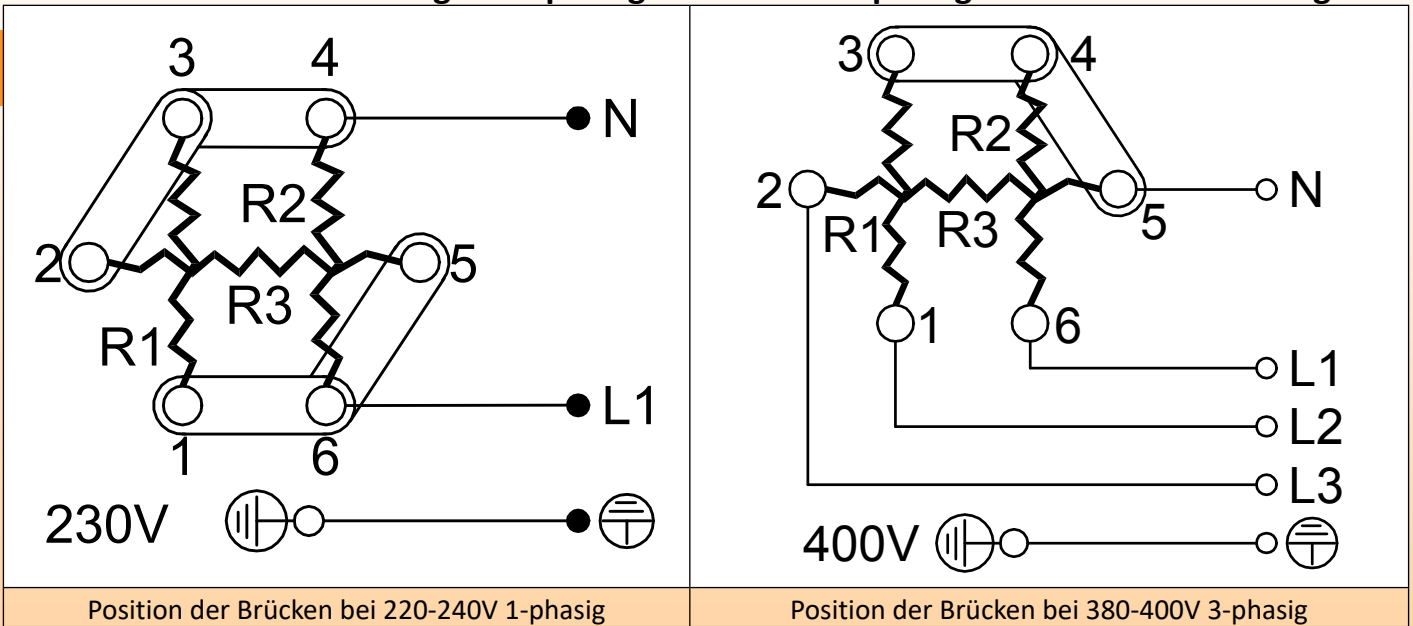 3 4
N
R2
2 5
R3
R1
L1
1 6
230V
Position der Brücken bei 220-240V 1-phasig
3 4
R2
2 N
R1 R3 5
1 6
L1
L2
L3
400V
Position der Brücken bei 380-400V 3-phasig